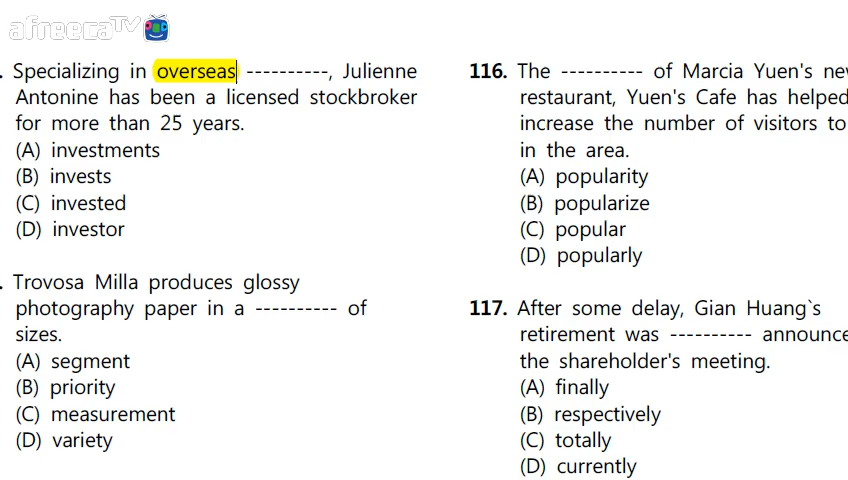 afreecaTV
. Specializing in overseas ----------, Julienne
Antonine has been a licensed stockbroker
for more than 25 years.
(A) investments
(B) invests
(C) invested
(D) investor
. Trovosa Milla produces glossy
photography paper in a ---------- of
sizes.
(A) segment
(B) priority
(C) measurement
(D) variety
116. The ---------- of Marcia Yuen's
restaurant, Yuen's Cafe has helped
increase the number of visitors to
in the area.
(A) popularity
(B) popularize
(C) popular
(D) popularly
117. After some delay, Gian Huang`s
retirement was ---------- announce
the shareholder's meeting.
(A) finally
(B) respectively
(C) totally
(D) currently